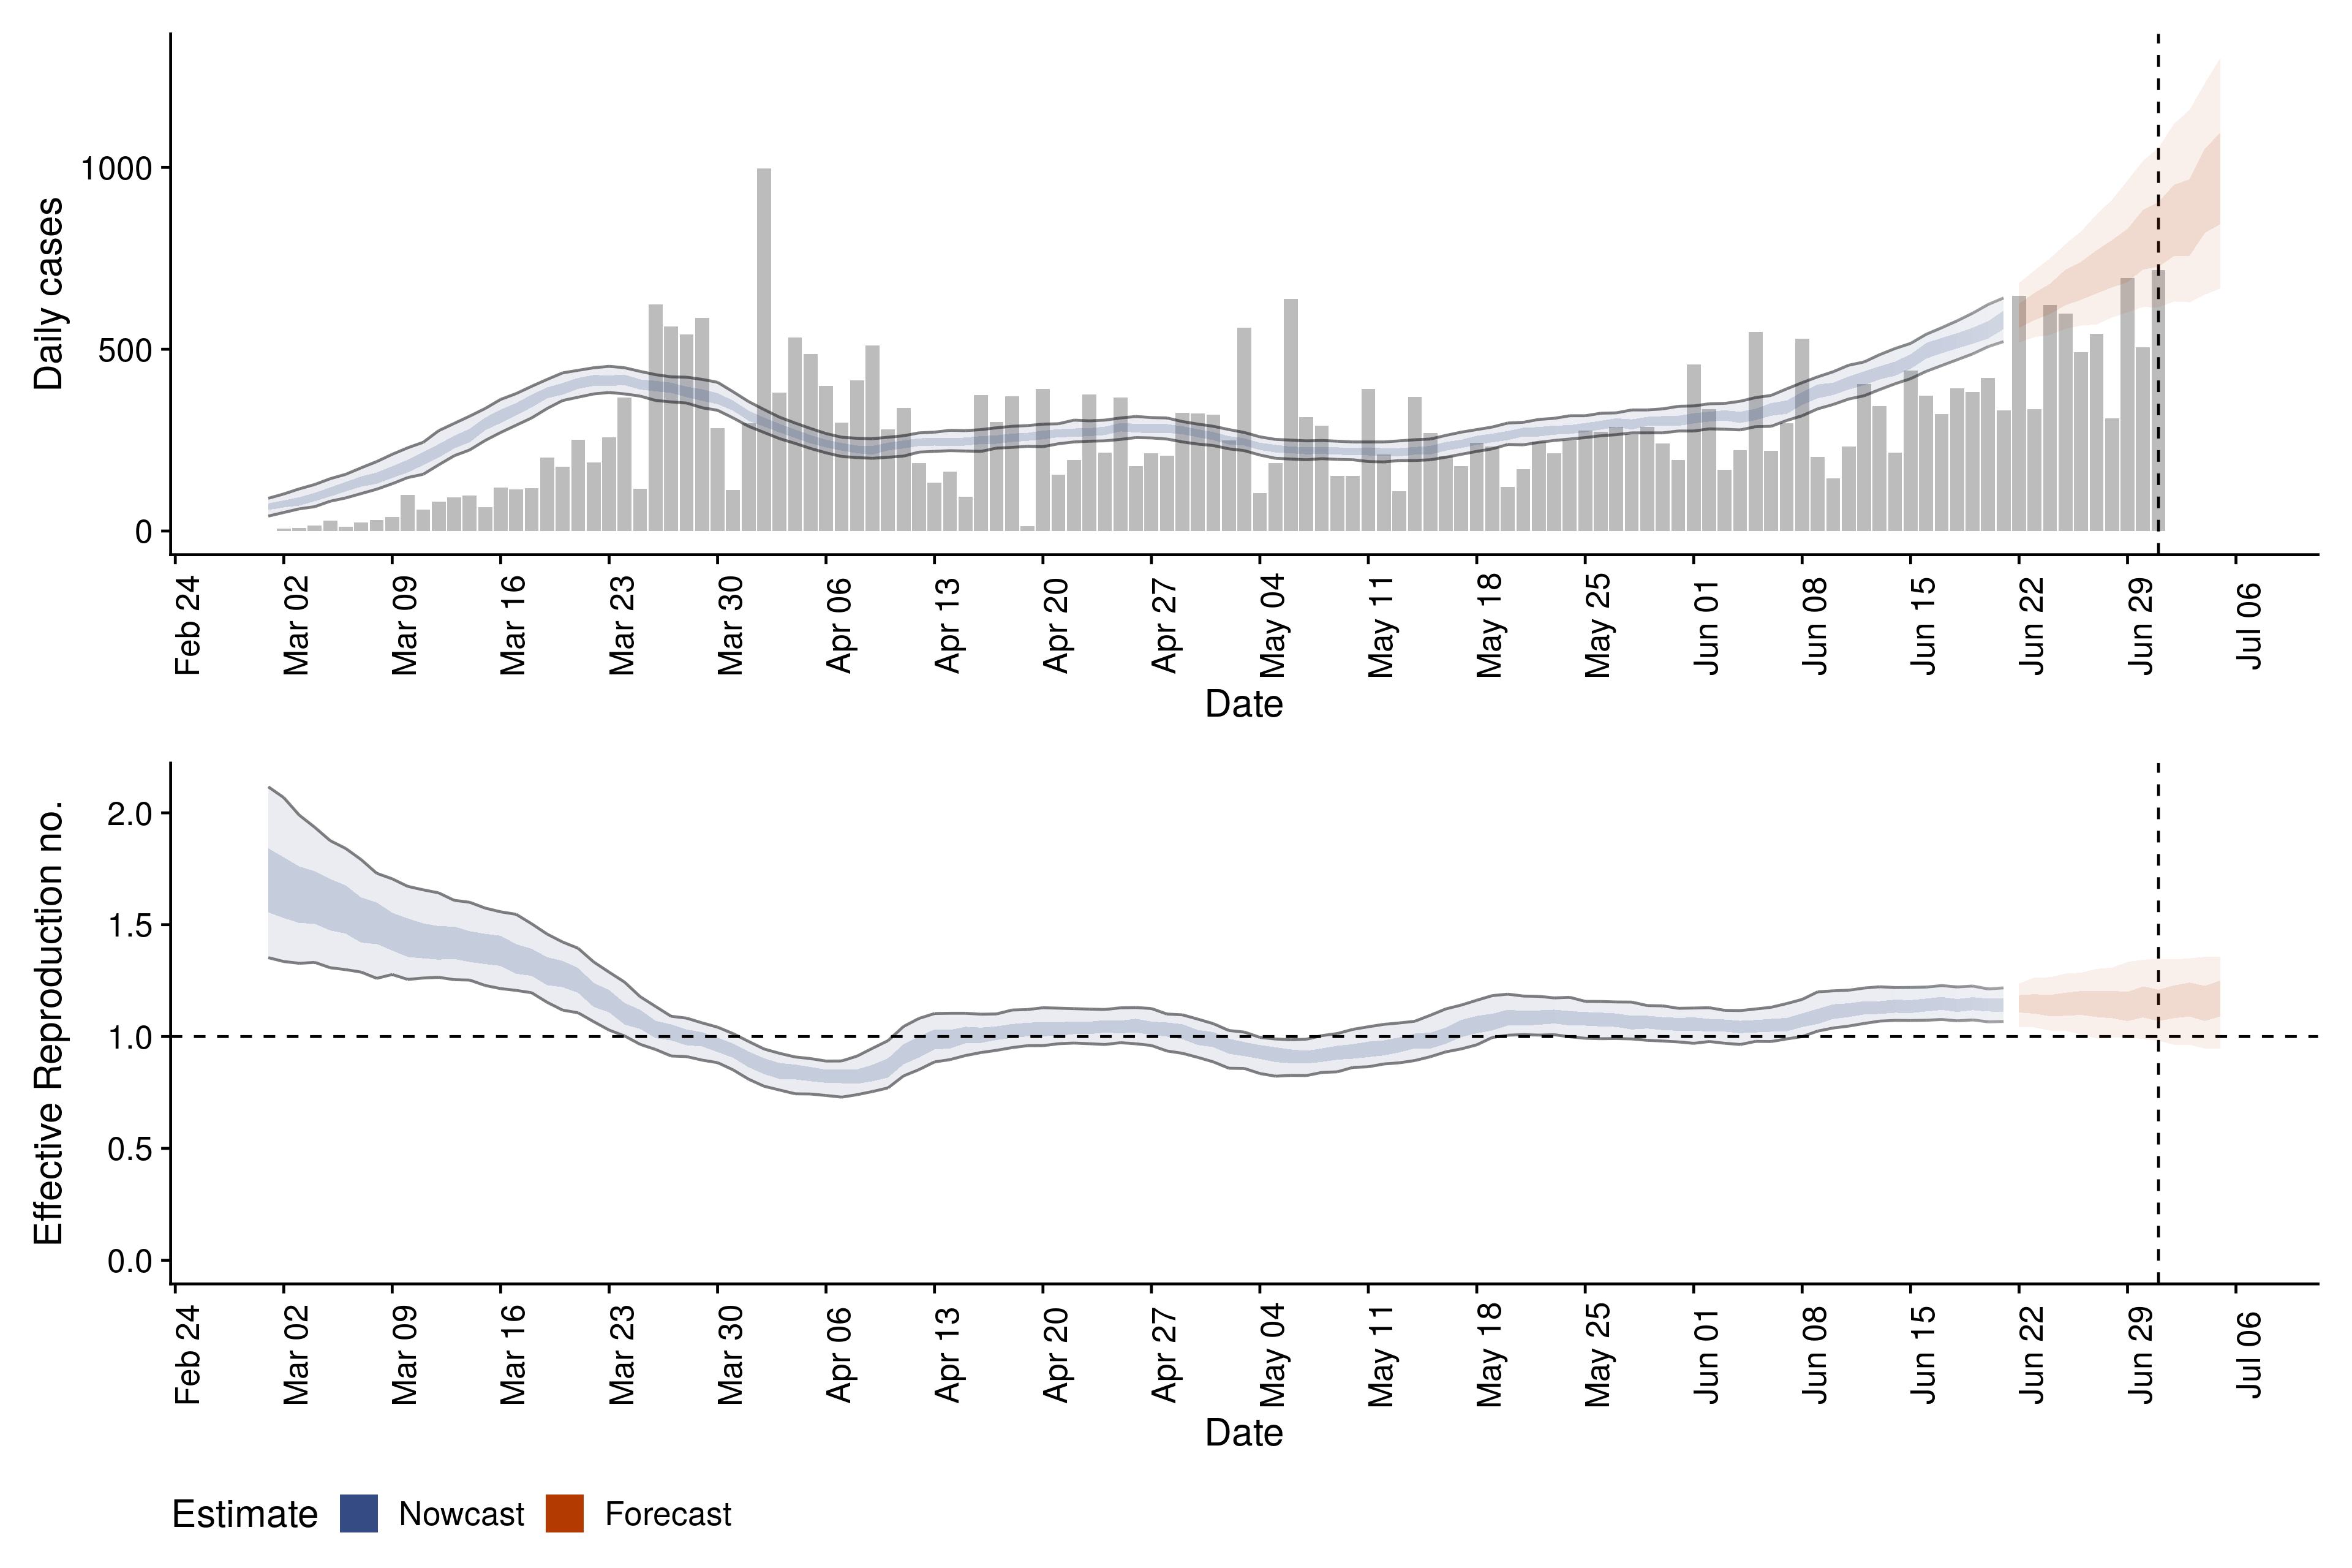 Daily cases
1000
500
0
Feb 24 Mar 02 Mar 09 Mar 16 Mar 23 Mar 30 Apr 06 Apr 13 Apr 20 Apr 27 May 04 May 11 May 18 May 25 Jun 01 Jun 08 Jun 15 Jun 22 Jun 29 Jul 06
Date
Effective Reproduction no.
2.0
1.5
1.0
0.5
0.0
Feb 24 Mar 02 Mar 09 Mar 16 Mar 23 Mar 30 Apr 06 Apr 13 Apr 20 Apr 27 May 04 May 11 May 18 May 25 Jun 01 Jun 08 Jun 15 Jun 22 Jun 29 Jul 06
Date
Estimate Nowcast Forecast